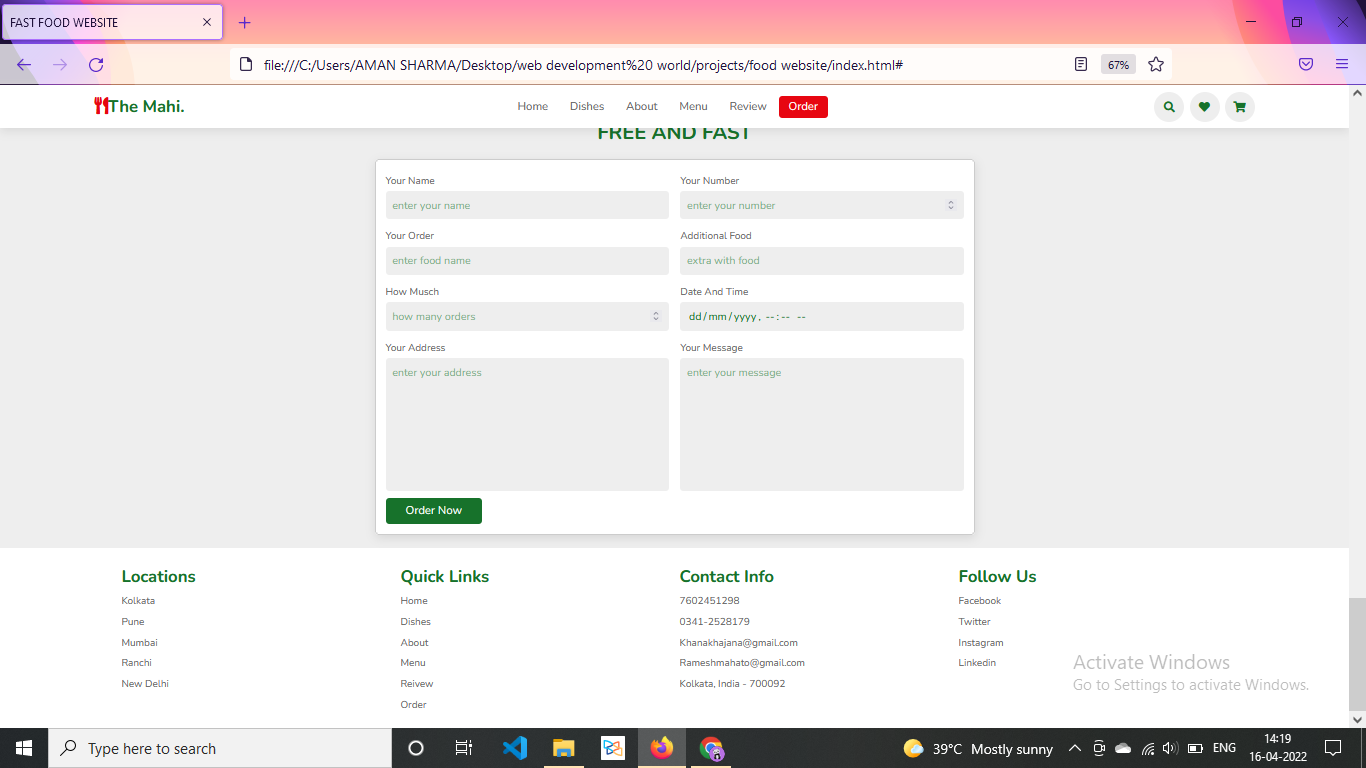 FAST FOOD WEBSITE
file:///C:/Users/AMAN SHARMA/Desktop/web development%20 world/projects/food website/index.html#
67%
The Mahi.
Home Dishes About Menu Review Order
FREE AND FAST
Your Name Your Number
enter your name enter your number
Your Order Additional Food
enter food name extra with food
How Musch Date And Time
how many orders dd/mm/yyyy, --:-- --
Your Address Your Message
enter your address enter your message
Order Now
Locations Quick Links Contact Info Follow Us
Kolkata Home 7602451298 Facebook
Pune Dishes 0341-2528179 Twitter
Mumbai About Khanakhajana@gmail.com Instagram
Ranchi Menu Rameshmahato@gmail.com Linkedin
New Delhi Reivew Kolkata, India - 700092
Order
Activate Windows
Go to Settings to activate Windows.
Type here to search
39°C Mostly sunny
ENG
14:19
16-04-2022